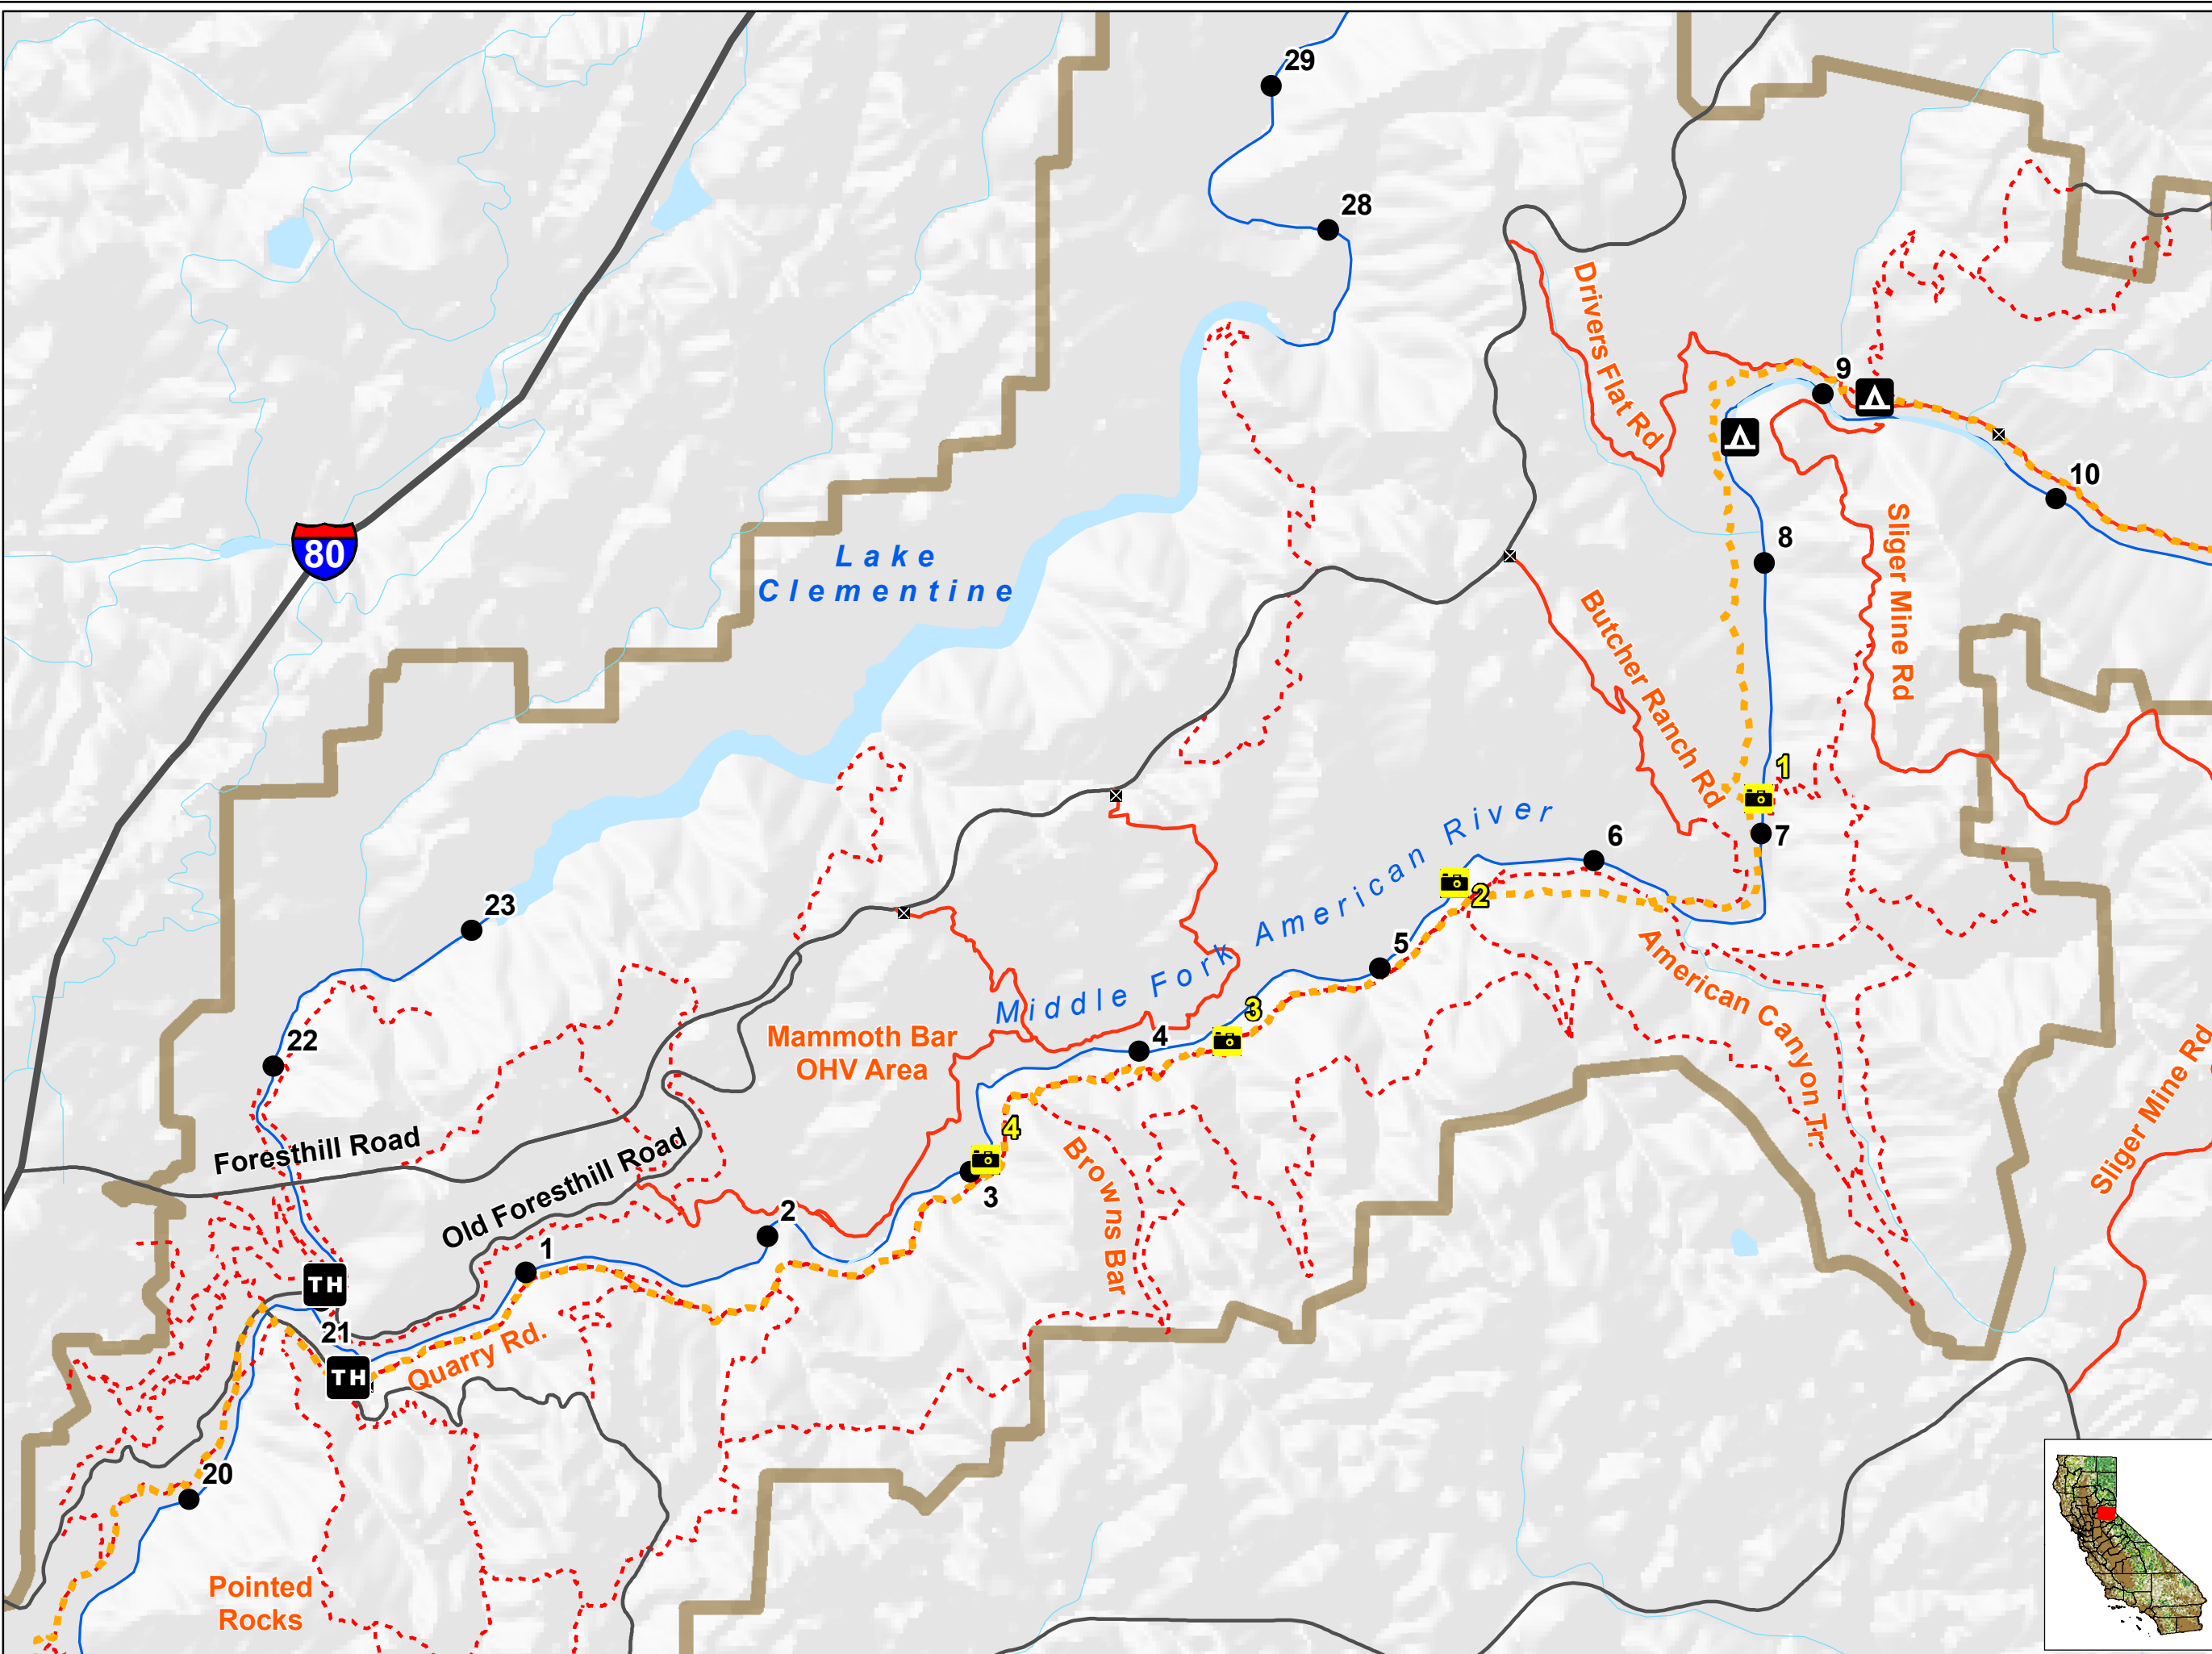 29
28
Drivers Flat Rd
9
10
80
Lake
Clementine
8
Sliger Mine Rd
Butcher Ranch Rd
1
7
6
Middle Fork American River
2
5
23
American Canyon Tr.
3
4
Mammoth Bar
OHV Area
22
Sliger Mine Rd
4
Foresthill Road
Old Foresthill Road
Browns Bar
3
2
1
TH
21
Quarry Rd.
TH
20
Pointed
Rocks